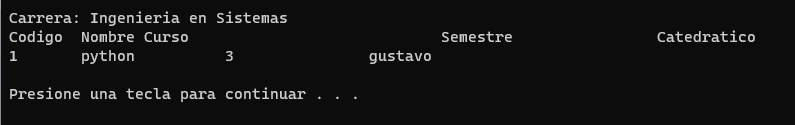 Carrera: Ingenieria en Sistemas
Codigo  Nombre Curso                            Semestre                Catedratico
1       python          3               gustavo
Presione una tecla para continuar . . .